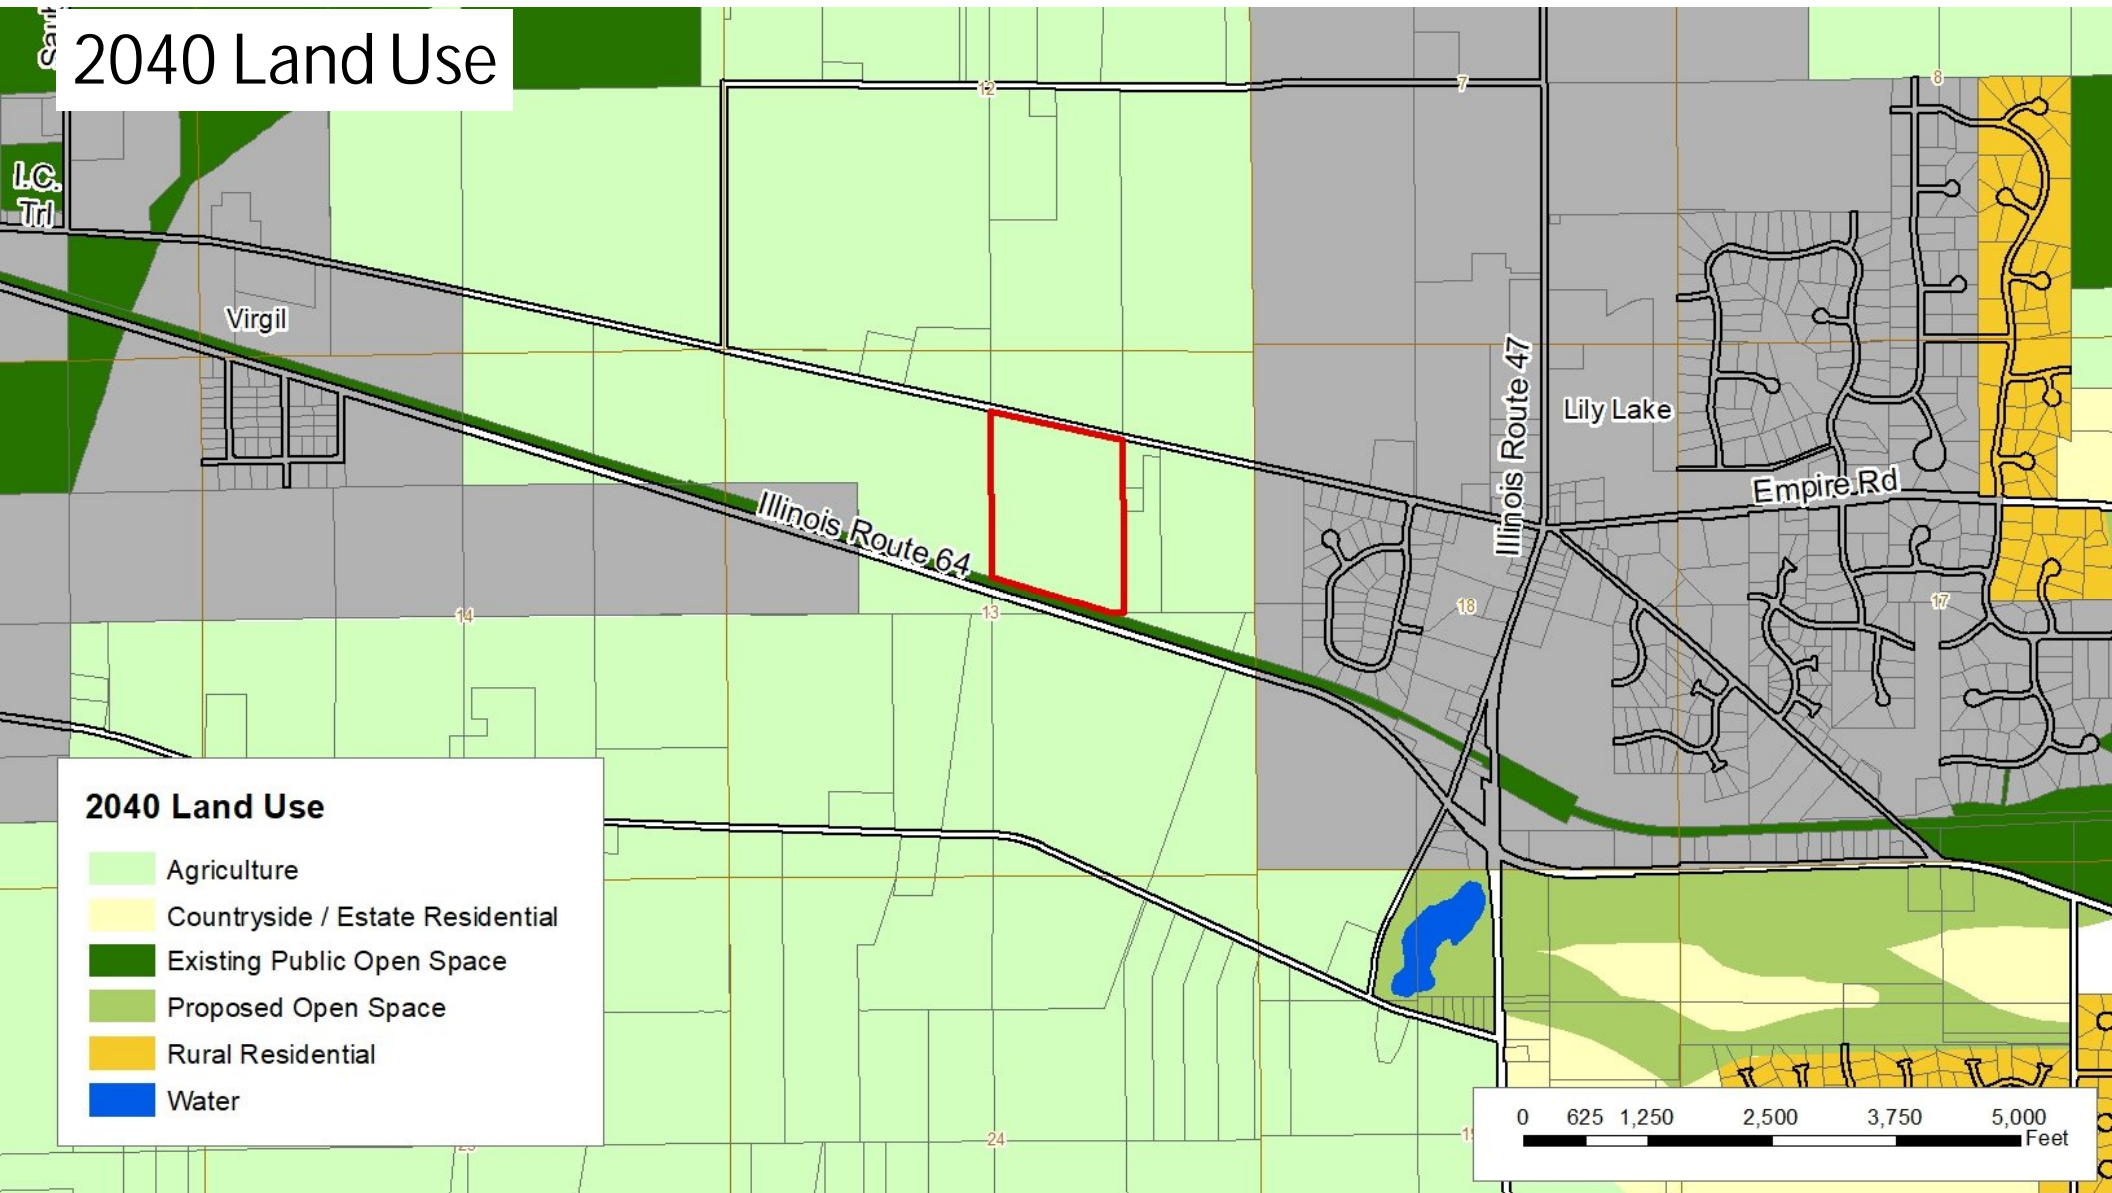 2040 Land Use
12
7
8
I.C.
Trl
Virgil
Illinois Route 47
Lily Lake
Empire Rd
Illinois Route 64
14
13
18
17
2040 Land Use
Agriculture
Countryside / Estate Residential
Existing Public Open Space
Proposed Open Space
Rural Residential
Water
24
0 625 1,250 2,500 3,750 5,000
Feet